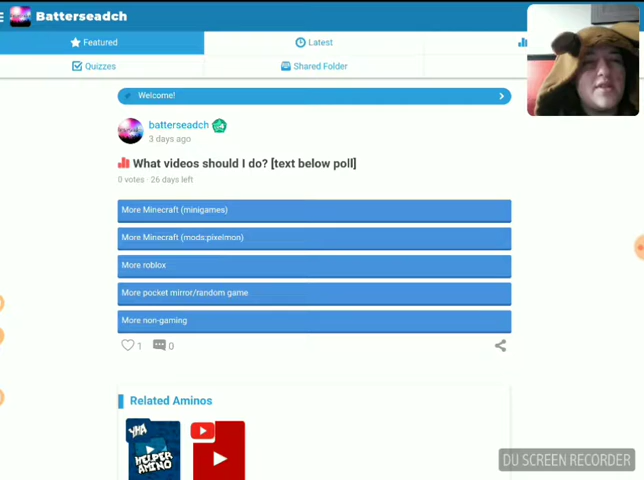 Batterseadch
Featured
Latest
Quizzes
Shared Folder
Welcome!
batterseadch
3 days ago
What videos should I do? [text below poll]
0 votes · 26 days left
More Minecraft (minigames)
More Minecraft (mods:pixelmon)
More roblox
More pocket mirror/random game
More non-gaming
1
0
Related Aminos
YHA
HELPER
AMINO
DU SCREEN RECORDER